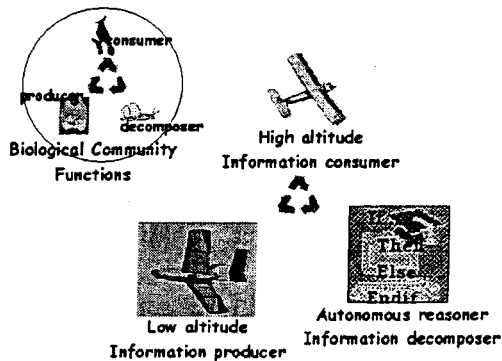 consumer
producer
decomposer
Biological Community
Functions
High altitude
Information consumer
If
Then
Else
Endif
Low altitude
Information producer
Autonomous reasoner
Information decomposer